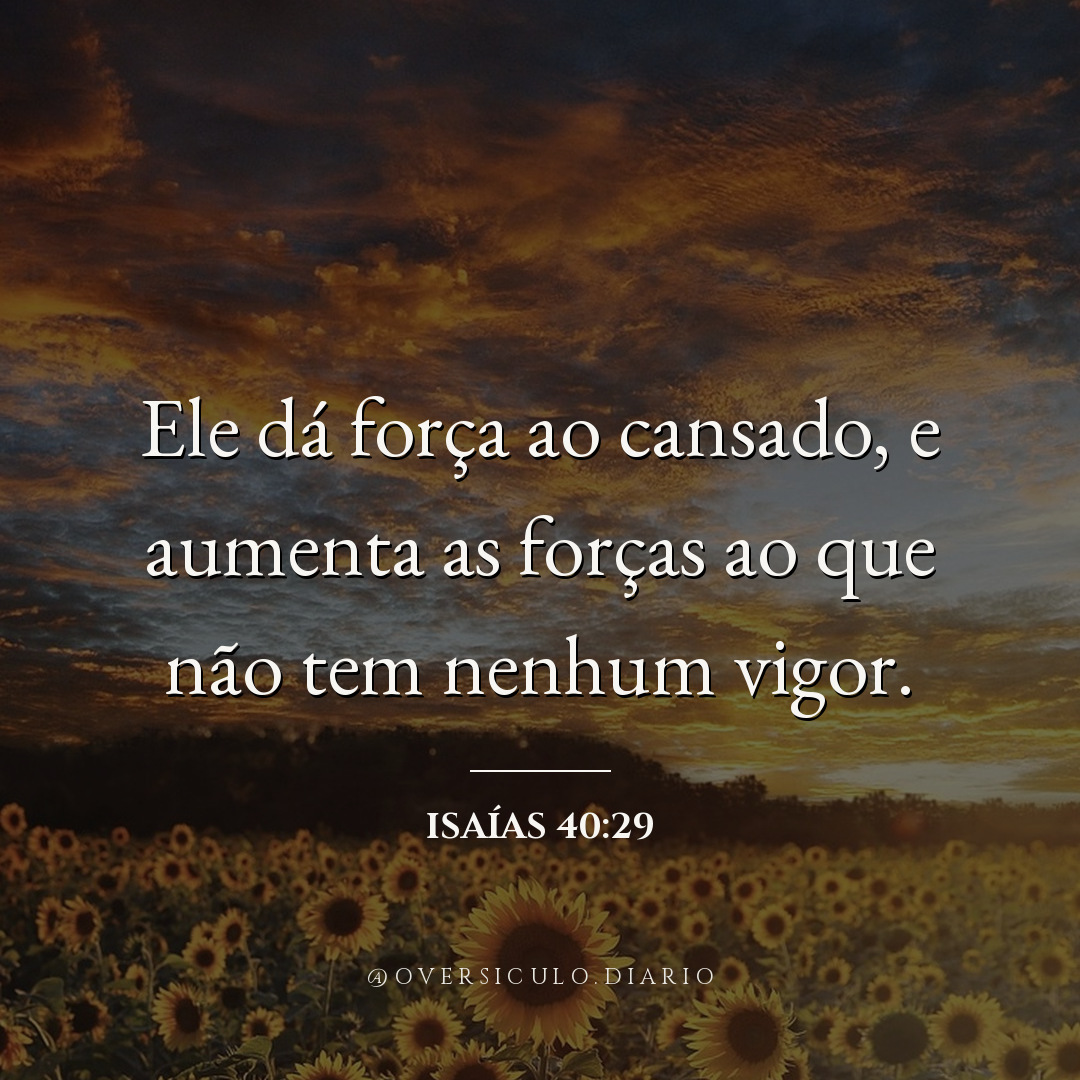 Ele dá força ao cansado, e
aumenta as forças ao que
não tem nenhum vigor.
ISAÍAS 40:29
@OVERSICULO.DIARIO